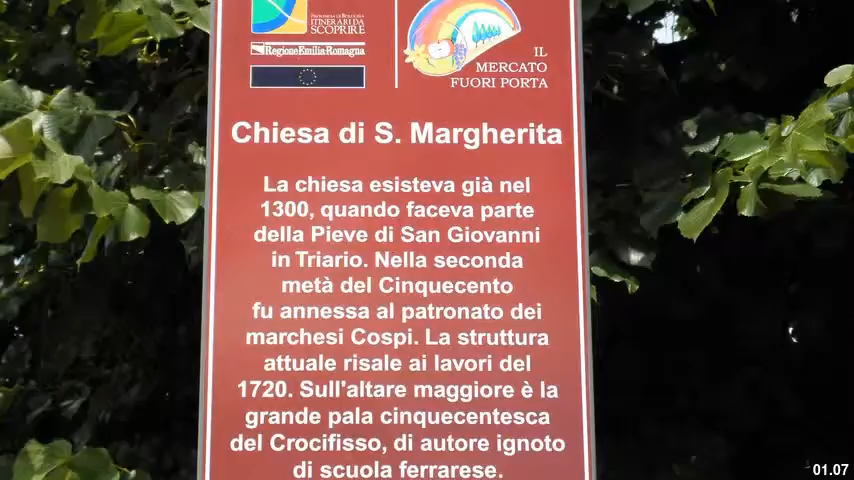 PROVINCIA DI BOLOGNA
ITINERARI DA
SCOPRIRE
RegioneEmilia-Romagna
IL
MERCATO
FUORI PORTA
Chiesa di S. Margherita
La chiesa esisteva già nel
1300, quando faceva parte
della Pieve di San Giovanni
in Triario. Nella seconda
metà del Cinquecento
fu annessa al patronato dei
marchesi Cospi. La struttura
attuale risale ai lavori del
1720. Sull'altare maggiore è la
grande pala cinquecentesca
del Crocifisso, di autore ignoto
di scuola ferrarese.
01.07